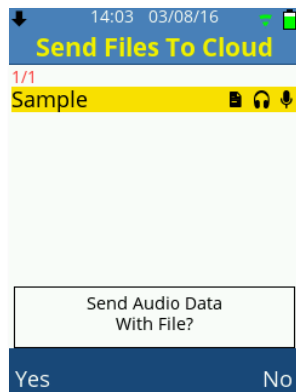 14:03 03/08/16
Send Files To Cloud
1/1
Sample
Send Audio Data
With File?
Yes No